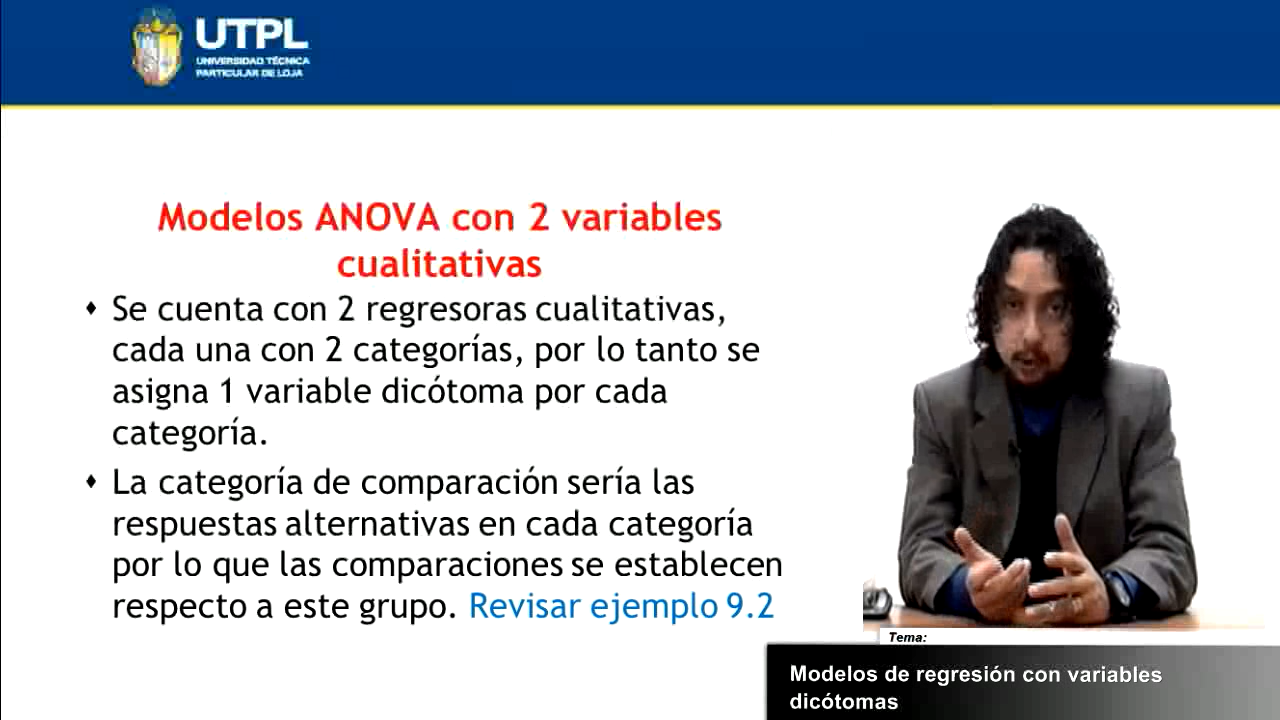 UTPL
UNIVERSIDAD TÉCNICA
PARTICULAR DE LOJA
Modelos ANOVA con 2 variables
cualitativas
Se cuenta con 2 regresoras cualitativas,
cada una con 2 categorías, por lo tanto se
asigna 1 variable dicótoma por cada
categoría.
La categoría de comparación sería las
respuestas alternativas en cada categoría
por lo que las comparaciones se establecen
respecto a este grupo. Revisar ejemplo 9.2
Tema:
Modelos de regresión con variables
dicótomas